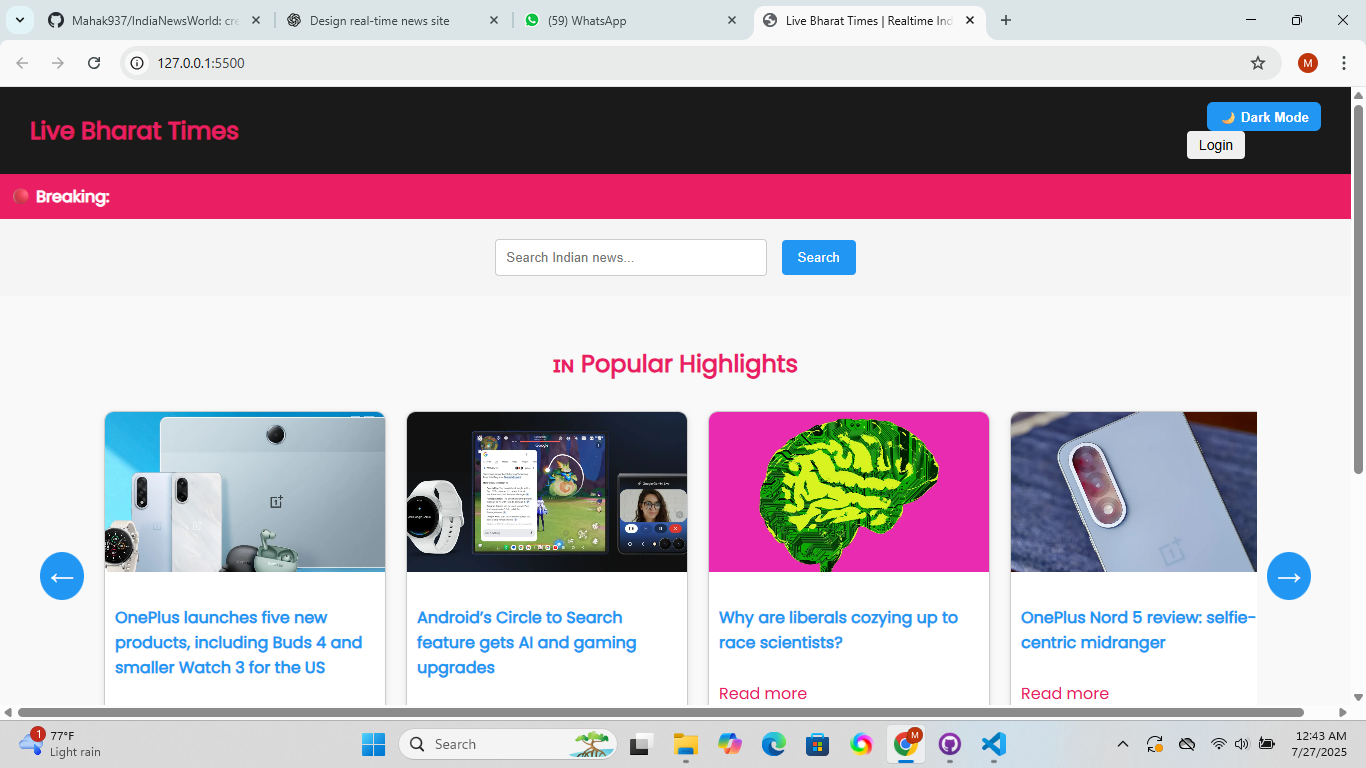 Mahak937/IndiaNewsWorld: cre
Design real-time news site
(59) WhatsApp
Live Bharat Times | Realtime Ind
127.0.0.1:5500
M
Live Bharat Times
🌙 Dark Mode
Login
🔴 Breaking:
Search Indian news...
Search
IN Popular Highlights
←
→
OnePlus launches five new
products, including Buds 4 and
smaller Watch 3 for the US
Android’s Circle to Search
feature gets AI and gaming
upgrades
Why are liberals cozying up to
race scientists?
Read more
OnePlus Nord 5 review: selfie-
centric midranger
Read more
1
77°F
Light rain
Search
M
12:43 AM
7/27/2025